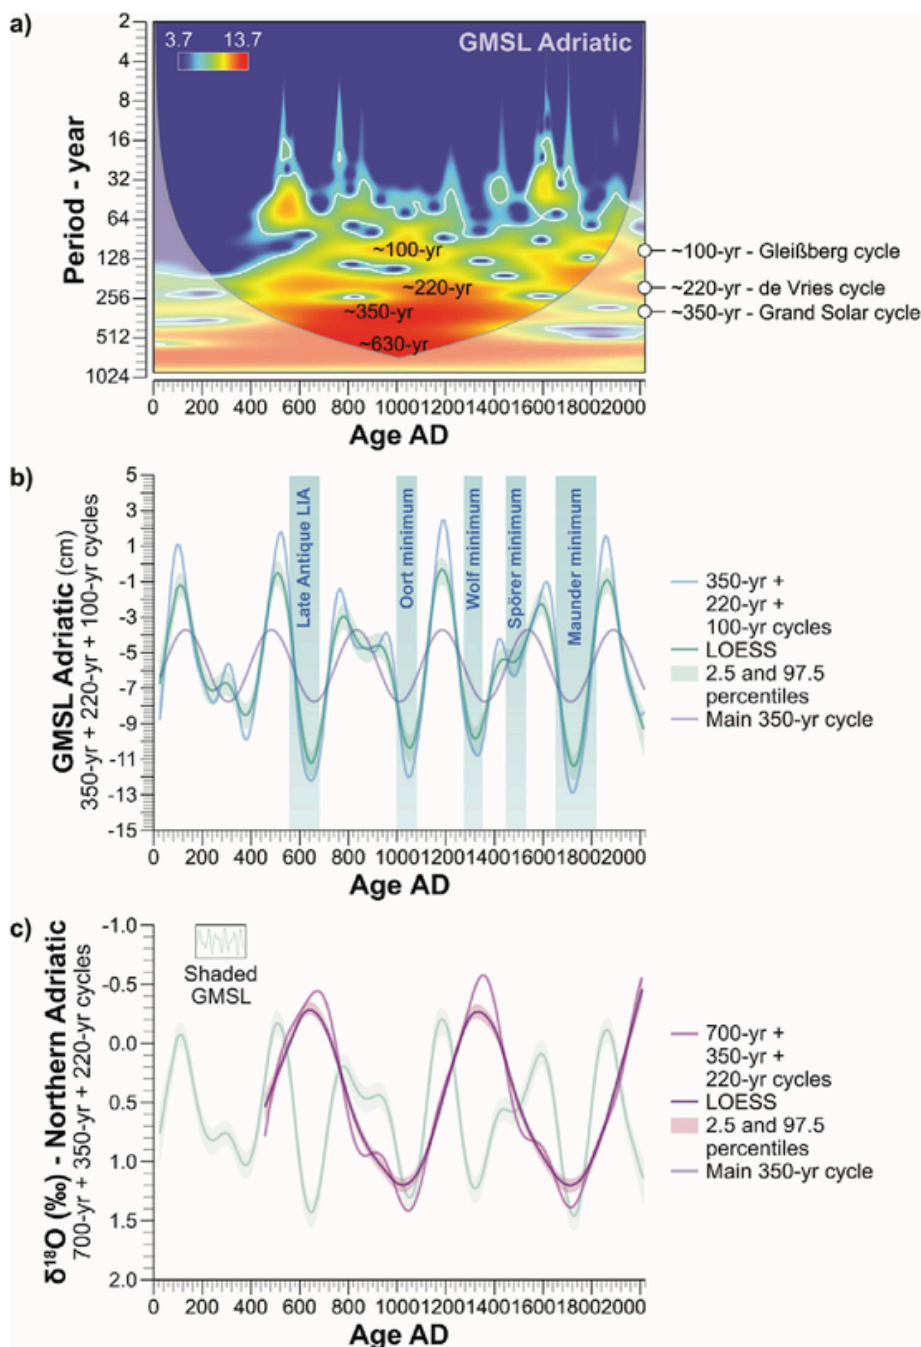 a)
2
4
8
16
32
64
128
256
512
1024
Period - year
3.7 13.7
GMSL Adriatic
~100-yr
~220-yr
~350-yr
~630-yr
~100-yr - Gleißberg cycle
~220-yr - de Vries cycle
~350-yr - Grand Solar cycle
0 200 400 600 800 1000 1200 1400 1600 1800 2000
Age AD
b)
GMSL Adriatic (cm)
350-yr + 220-yr + 100-yr cycles
5
1
-1
-3
-5
-7
-9
-11
-13
-15
Late Antique LIA
Oort minimum
Wolf minimum
Spörer minimum
Maunder minimum
350-yr +
220-yr +
100-yr cycles
LOESS
2.5 and 97.5
percentiles
Main 350-yr cycle
0 200 400 600 800 1000 1200 1400 1600 1800 2000
Age AD
c)
δ¹⁸O (‰) - Northern Adriatic
700-yr + 350-yr + 220-yr cycles
-1.0
-0.5
0.0
0.5
1.0
1.5
2.0
Shaded
GMSL
700-yr +
350-yr +
220-yr cycles
LOESS
2.5 and 97.5
percentiles
Main 350-yr cycle
0 200 400 600 800 1000 1200 1400 1600 1800 2000
Age AD